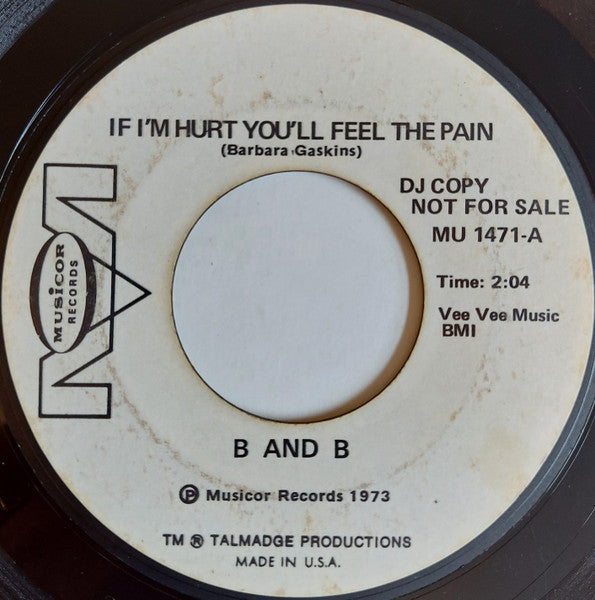 IF I'M HURT YOU'LL FEEL THE PAIN
(Barbara Gaskins)
DJ COPY
NOT FOR SALE
MU 1471-A
MUSICOR
RECORDS
Time: 2:04
Vee Vee Music
BMI
B AND B
Ⓟ Musicor Records 1973
TM ® TALMADGE PRODUCTIONS
MADE IN U.S.A.